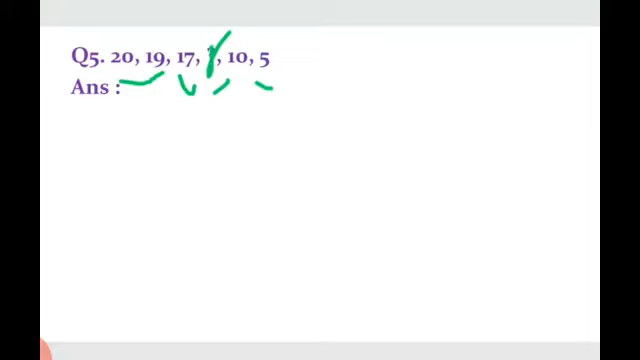 Q5. 20, 19, 17, ?, 10, 5
Ans :